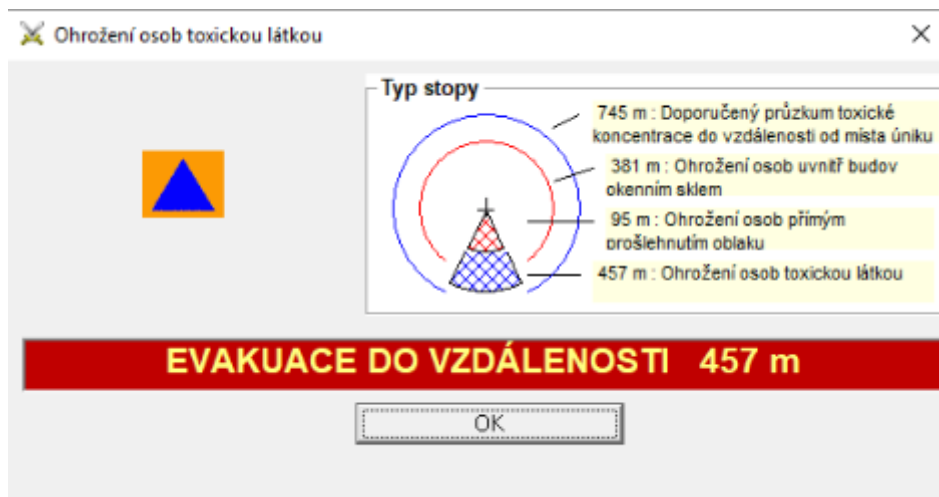 Ohrožení osob toxickou látkou
Typ stopy
745 m : Doporučený průzkum toxické
koncentrace do vzdálenosti od místa úniku
381 m : Ohrožení osob uvnitř budov
okenním sklem
95 m : Ohrožení osob přímým
prošlehnutím oblaku
457 m : Ohrožení osob toxickou látkou
EVAKUACE DO VZDÁLENOSTI 457 m
OK